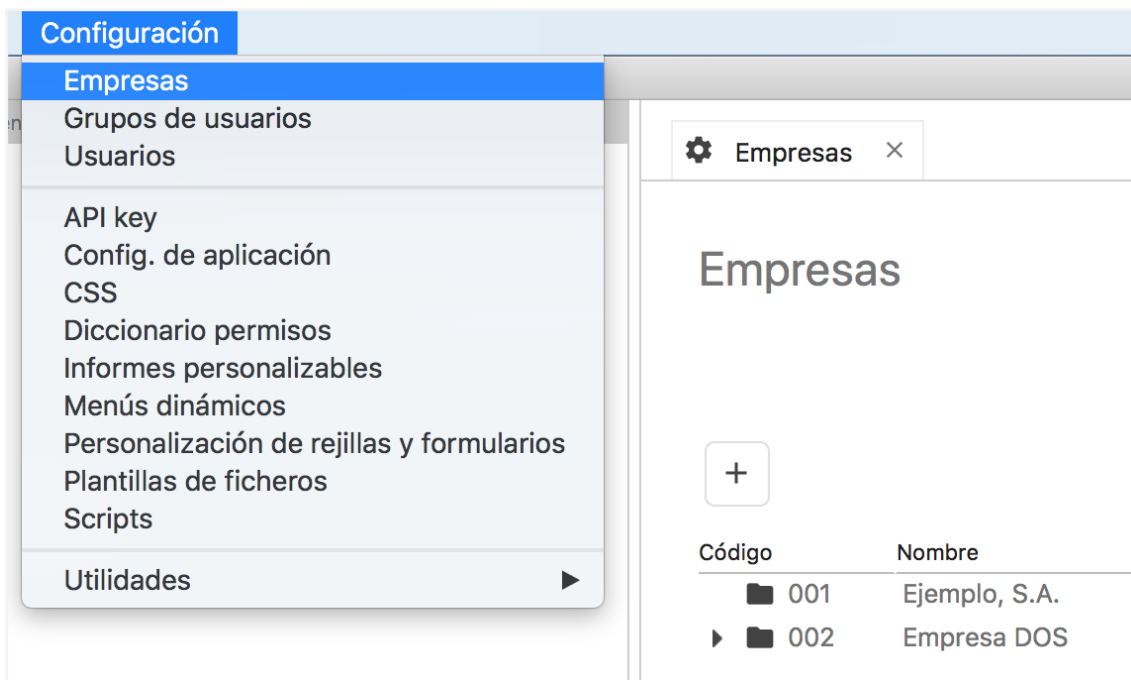 Configuración
Empresas
Grupos de usuarios
Usuarios
API key
Config. de aplicación
CSS
Diccionario permisos
Informes personalizables
Menús dinámicos
Personalización de rejillas y formularios
Plantillas de ficheros
Scripts
Utilidades
Empresas
Empresas
Código Nombre
001 Ejemplo, S.A.
002 Empresa DOS